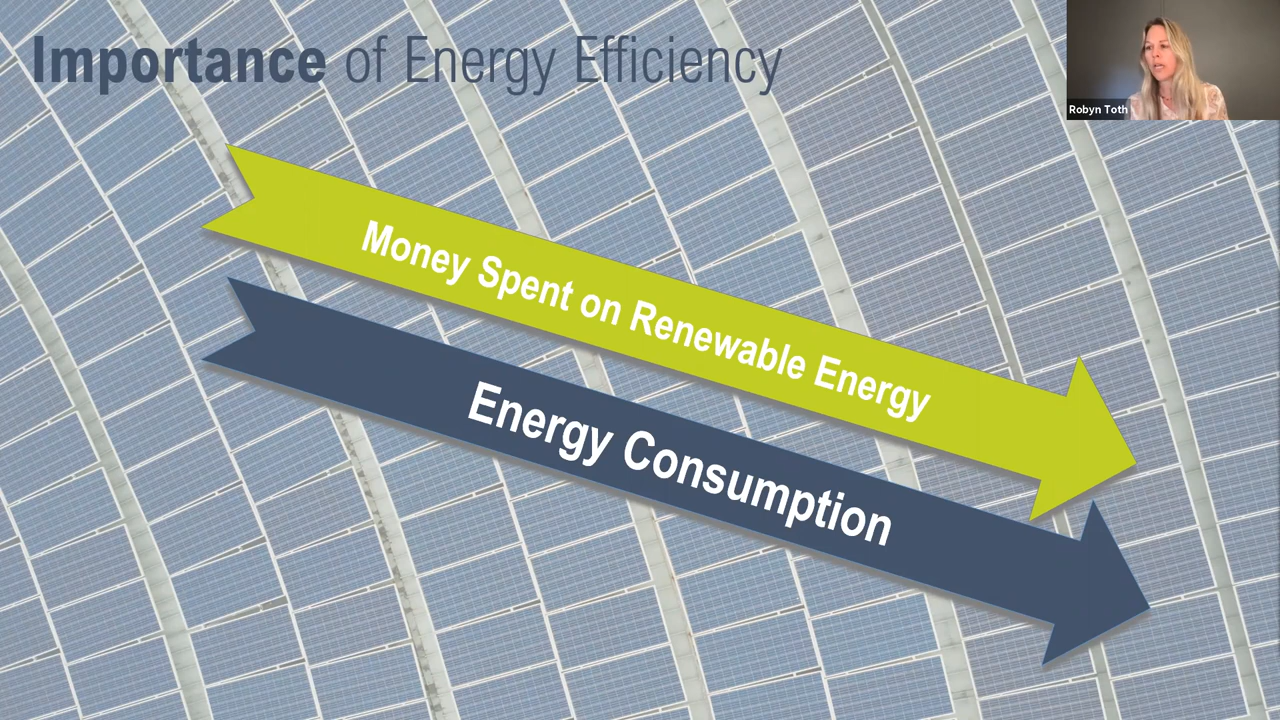 Importance of Energy Efficiency
Robyn Toth
Money Spent on Renewable Energy
Energy Consumption